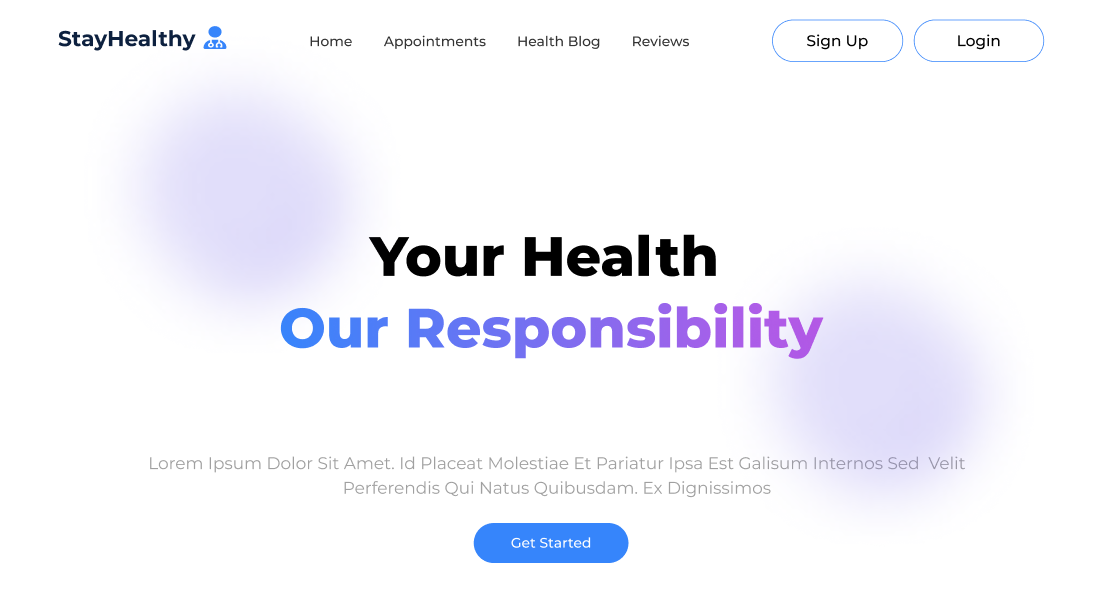 StayHealthy
Home Appointments Health Blog Reviews
Sign Up Login
Your Health
Our Responsibility
Lorem Ipsum Dolor Sit Amet. Id Placeat Molestiae Et Pariatur Ipsa Est Galisum Internos Sed  Velit
Perferendis Qui Natus Quibusdam. Ex Dignissimos
Get Started